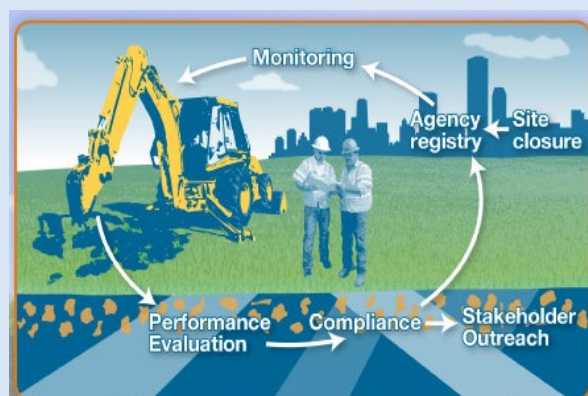 Monitoring
Agency
registry
Site
closure
Performance
Evaluation
Compliance
Stakeholder
Outreach